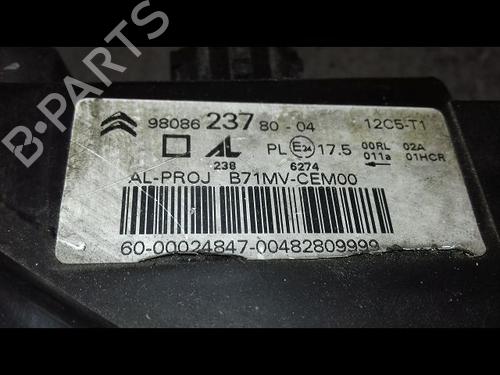 98086 237 80 - 04 12C5-T1
AL PL E24 17.5 00RL 02A
238 6274 011a 01HCR
AL-PROJ B71MV-CEM00
60-00024847-00482809999
B-PARTS